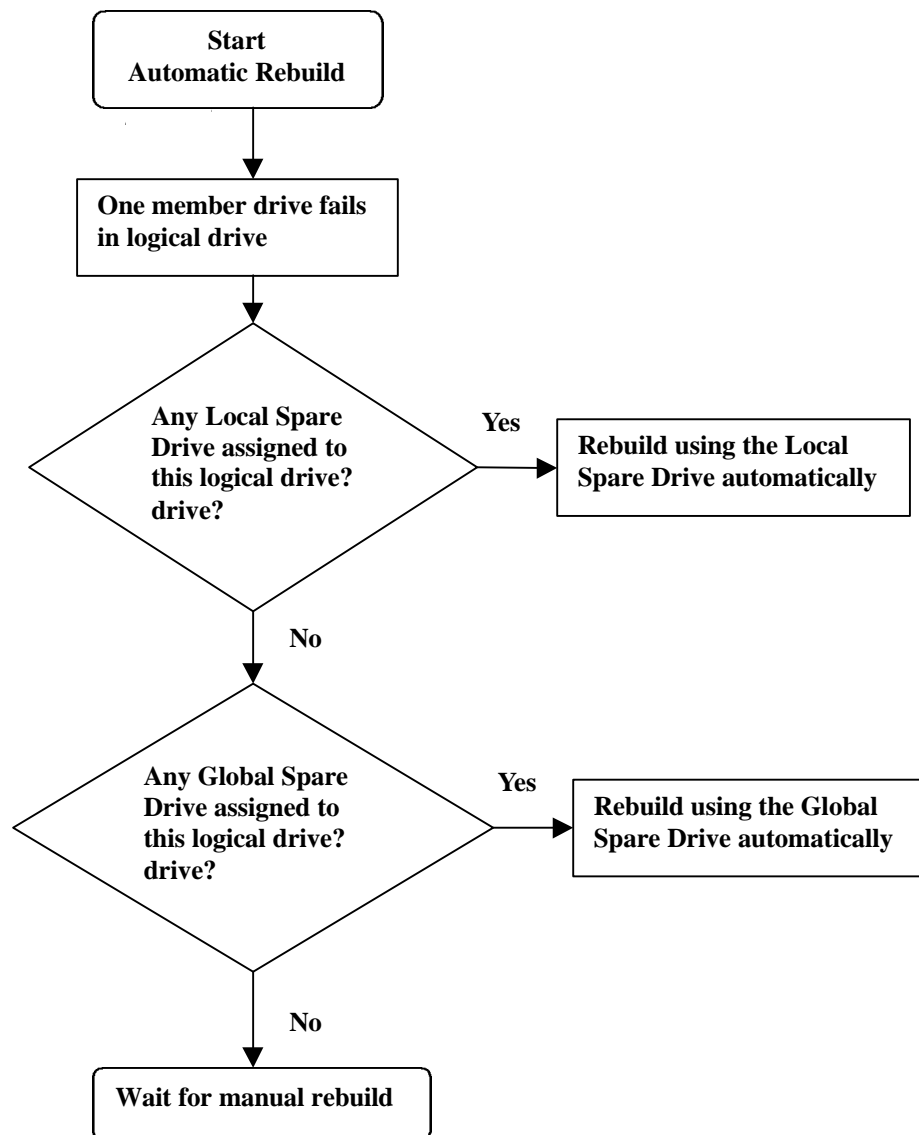 Start
Automatic Rebuild
One member drive fails
in logical drive
Any Local Spare
Drive assigned to
this logical drive?
drive?
Yes
Rebuild using the Local
Spare Drive automatically
No
Any Global Spare
Drive assigned to
this logical drive?
drive?
Yes
Rebuild using the Global
Spare Drive automatically
No
Wait for manual rebuild